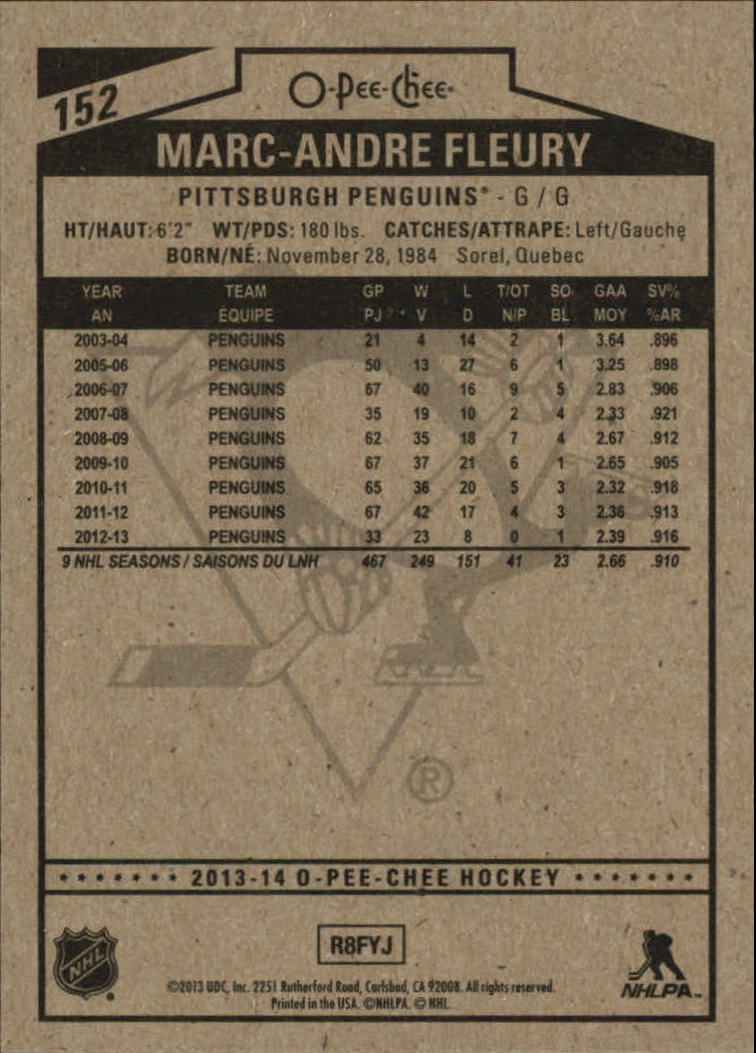 152
O-Pee-Chee
MARC-ANDRE FLEURY
PITTSBURGH PENGUINS® - G / G
HT/HAUT: 6'2" WT/PDS: 180 lbs. CATCHES/ATTRAPE: Left/Gauche
BORN/NÉ: November 28, 1984 Sorel, Quebec
YEAR TEAM GP W L T/OT SO GAA SV%
AN ÉQUIPE PJ V D N/P BL MOY %AR
2003-04 PENGUINS 21 4 14 2 1 3.64 .896
2005-06 PENGUINS 50 13 27 6 1 3.25 .898
2006-07 PENGUINS 67 40 16 9 5 2.83 .906
2007-08 PENGUINS 35 19 10 2 4 2.33 .921
2008-09 PENGUINS 62 35 18 7 4 2.67 .912
2009-10 PENGUINS 67 37 21 6 1 2.65 .905
2010-11 PENGUINS 65 36 20 5 3 2.32 .918
2011-12 PENGUINS 67 42 17 4 3 2.36 .913
2012-13 PENGUINS 33 23 8 0 1 2.39 .916
9 NHL SEASONS / SAISONS DU LNH 467 249 151 41 23 2.66 .910
®
2013-14 O-PEE-CHEE HOCKEY
NHL
R8FYJ
NHLPA™
©2013 UDC, Inc. 2251 Rutherford Road, Carlsbad, CA 92008. All rights reserved.
Printed in the USA. ©NHLPA. © NHL.